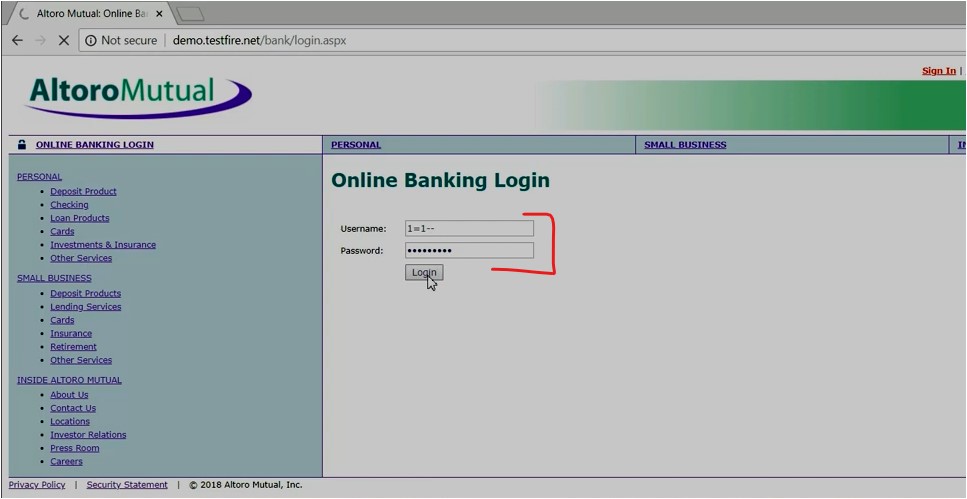 Altoro Mutual: Online Ba
Not secure | demo.testfire.net/bank/login.aspx
Sign In |
AltoroMutual
ONLINE BANKING LOGIN
PERSONAL
SMALL BUSINESS
PERSONAL
Deposit Product
Checking
Loan Products
Cards
Investments & Insurance
Other Services
SMALL BUSINESS
Deposit Products
Lending Services
Cards
Insurance
Retirement
Other Services
INSIDE ALTORO MUTUAL
About Us
Contact Us
Locations
Investor Relations
Press Room
Careers
Online Banking Login
Username: 1=1--
Password: •••••••••
Login
Privacy Policy | Security Statement | © 2018 Altoro Mutual, Inc.